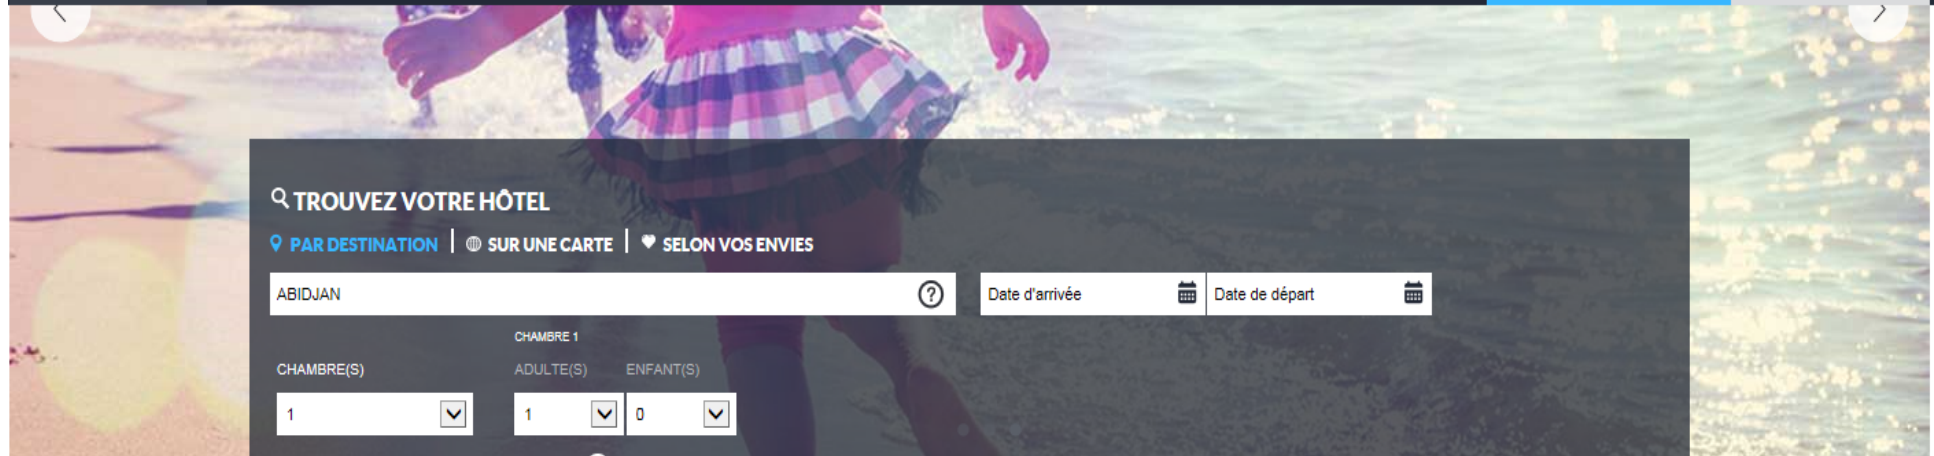 TROUVEZ VOTRE HÔTEL
PAR DESTINATION | SUR UNE CARTE | SELON VOS ENVIES
ABIDJAN ? Date d'arrivée Date de départ
CHAMBRE 1
CHAMBRE(S) ADULTE(S) ENFANT(S)
1 1 0